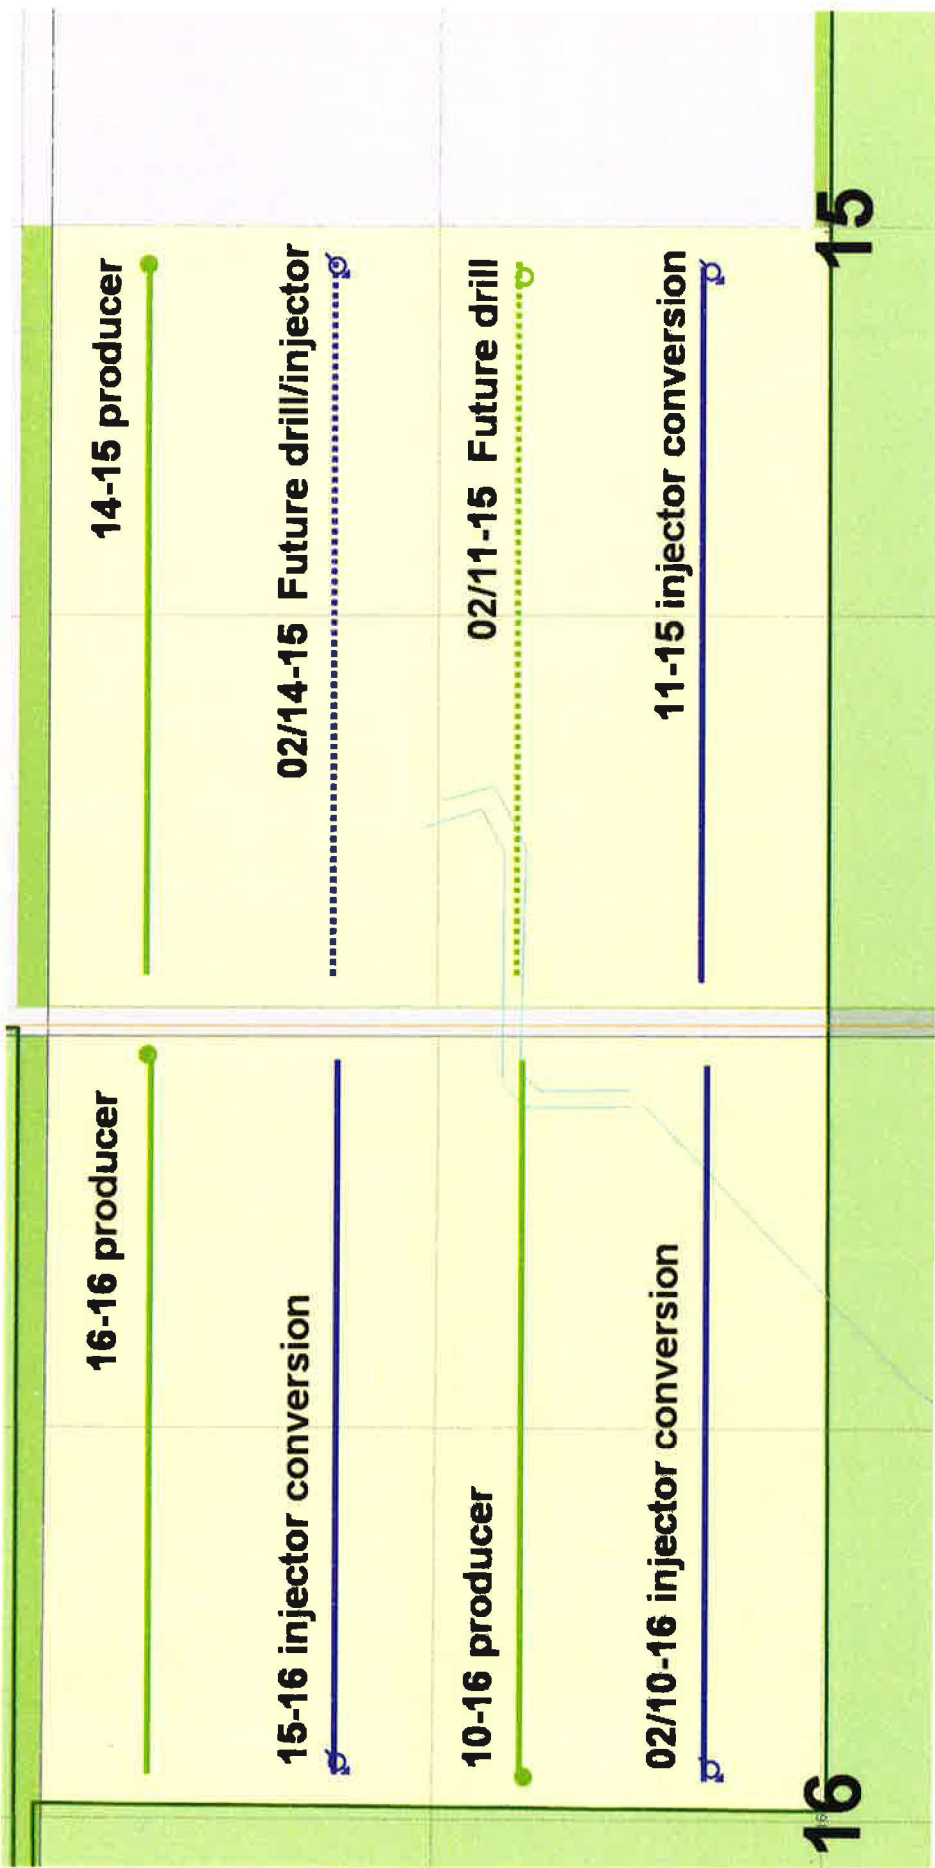 16-16 producer
14-15 producer
15-16 injector conversion
02/14-15 Future drill/injector
10-16 producer
02/11-15 Future drill
02/10-16 injector conversion
11-15 injector conversion
16
15